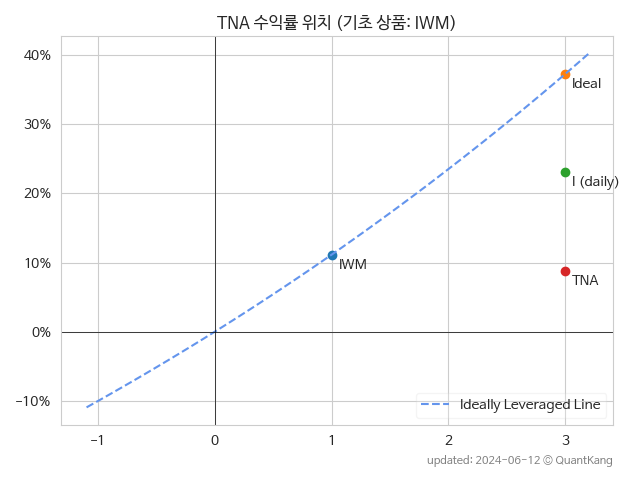 TNA 수익률 위치 (기초 상품: IWM)
40%
30%
20%
10%
0%
−10%
Ideal
I (daily)
IWM
TNA
Ideally Leveraged Line
−1
0
1
2
3
updated: 2024-06-12 © QuantKang